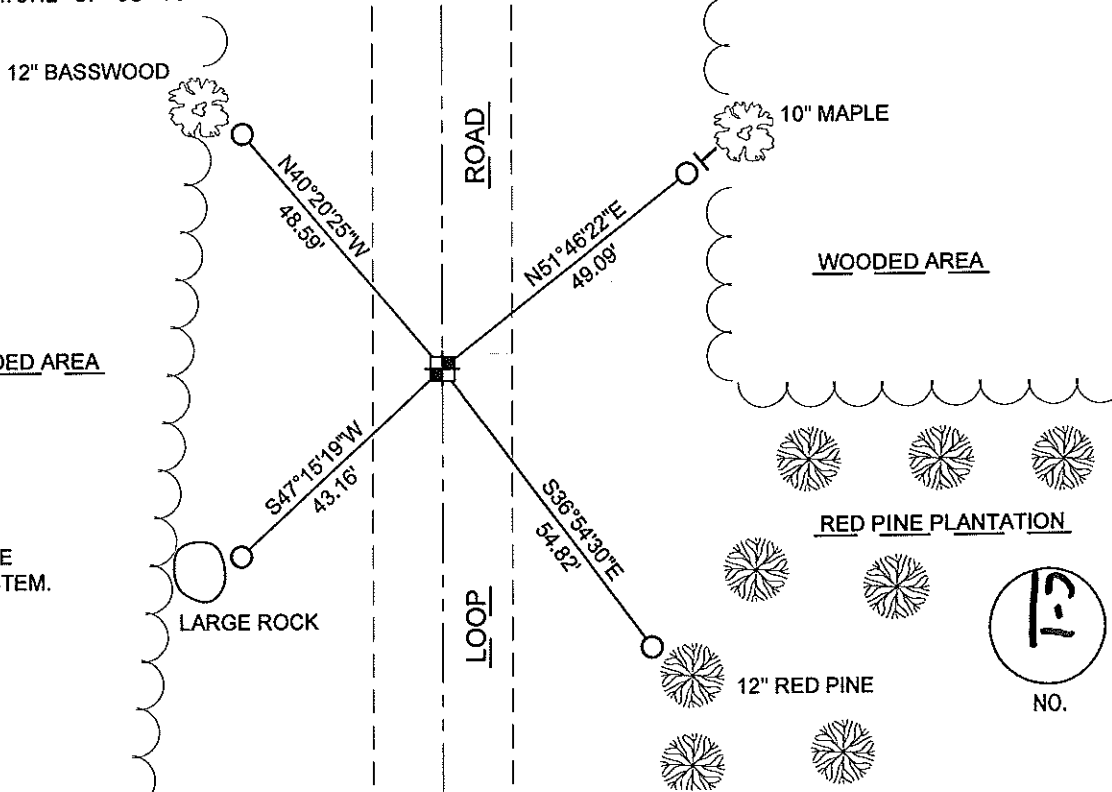 12" BASSWOOD
10" MAPLE
ROAD
N40°20'25"W
48.59'
N51°46'22"E
49.09'
WOODED AREA
DED AREA
S47°15'19"W
43.16'
S36°54'30"E
54.82'
RED PINE PLANTATION
E
STEM.
LARGE ROCK
LOOP
12" RED PINE
NO.